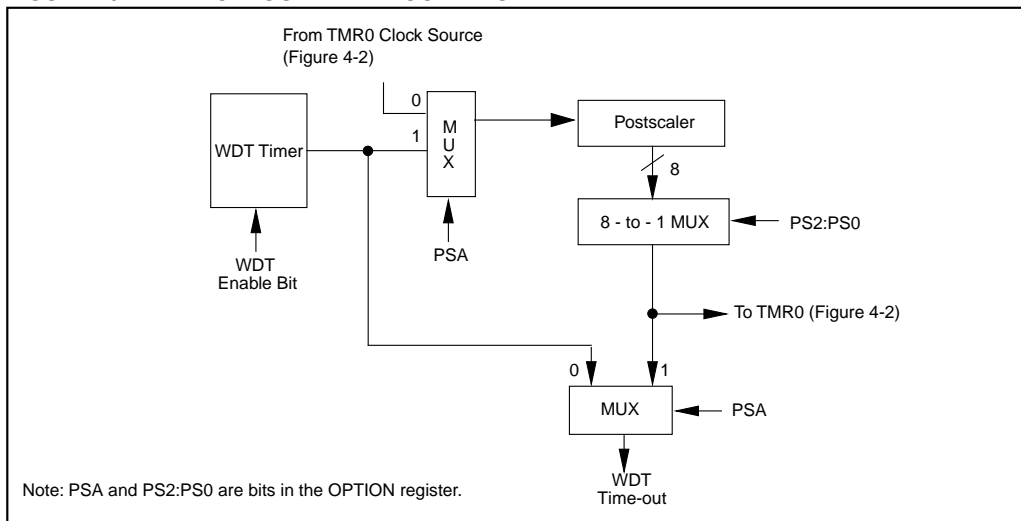 From TMR0 Clock Source
(Figure 4-2)
0
1
M
U
X
WDT Timer
Postscaler
8
8 - to - 1 MUX
PS2:PS0
PSA
WDT
Enable Bit
To TMR0 (Figure 4-2)
0
1
MUX
PSA
WDT
Time-out
Note: PSA and PS2:PS0 are bits in the OPTION register.